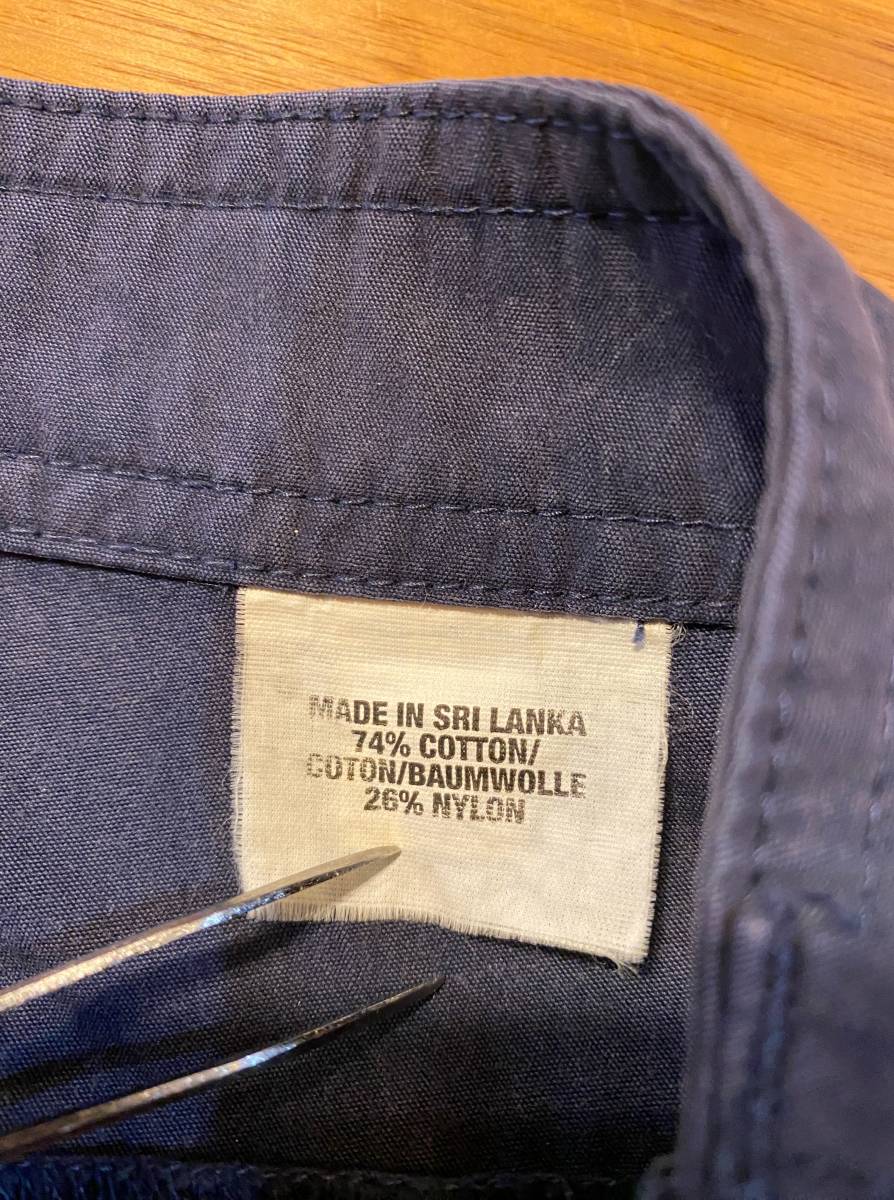 MADE IN SRI LANKA
74% COTTON/
COTON/BAUMWOLLE
26% NYLON